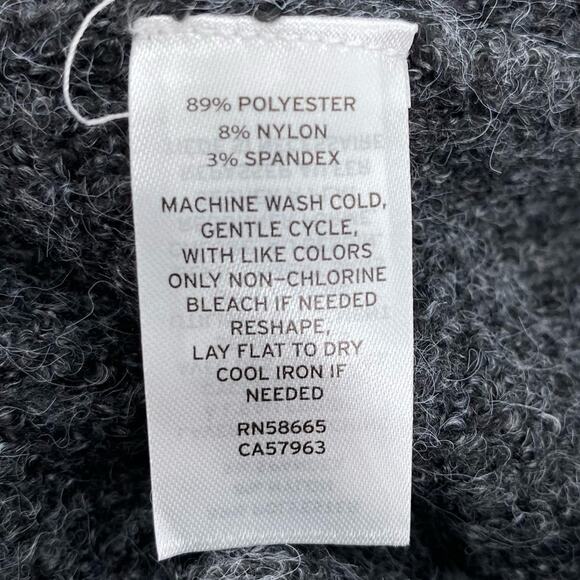 89% POLYESTER
8% NYLON
3% SPANDEX
MACHINE WASH COLD,
GENTLE CYCLE,
WITH LIKE COLORS
ONLY NON-CHLORINE
BLEACH IF NEEDED
RESHAPE,
LAY FLAT TO DRY
COOL IRON IF
NEEDED
RN58665
CA57963